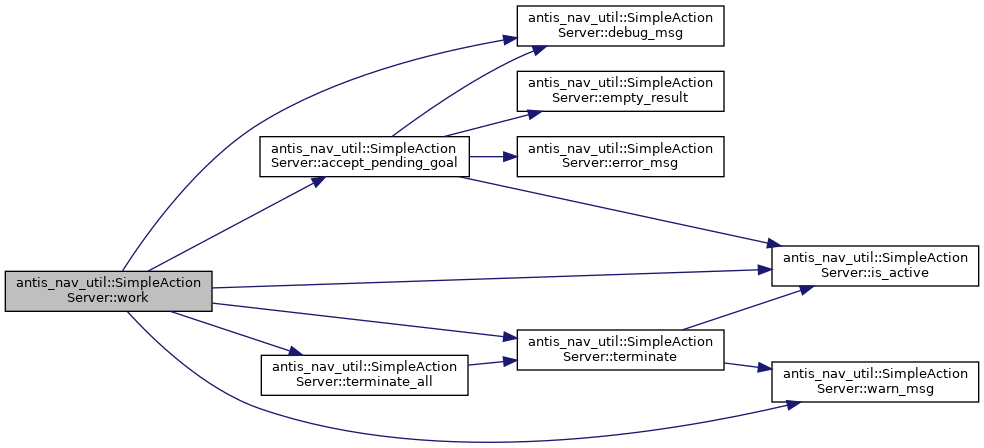 antis_nav_util::SimpleAction
Server::work
antis_nav_util::SimpleAction
Server::accept_pending_goal
antis_nav_util::SimpleAction
Server::terminate_all
antis_nav_util::SimpleAction
Server::debug_msg
antis_nav_util::SimpleAction
Server::empty_result
antis_nav_util::SimpleAction
Server::error_msg
antis_nav_util::SimpleAction
Server::terminate
antis_nav_util::SimpleAction
Server::is_active
antis_nav_util::SimpleAction
Server::warn_msg